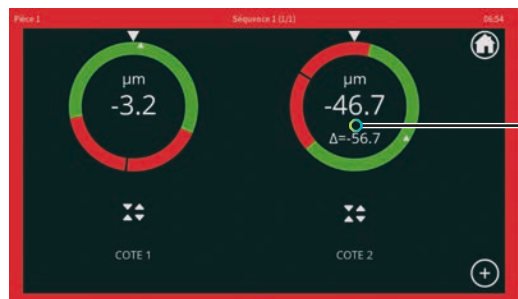 Pièce 1 Séquence 1 (1/1) 06:54
µm µm
-3.2 -46.7
Δ=-56.7
COTE 1 COTE 2